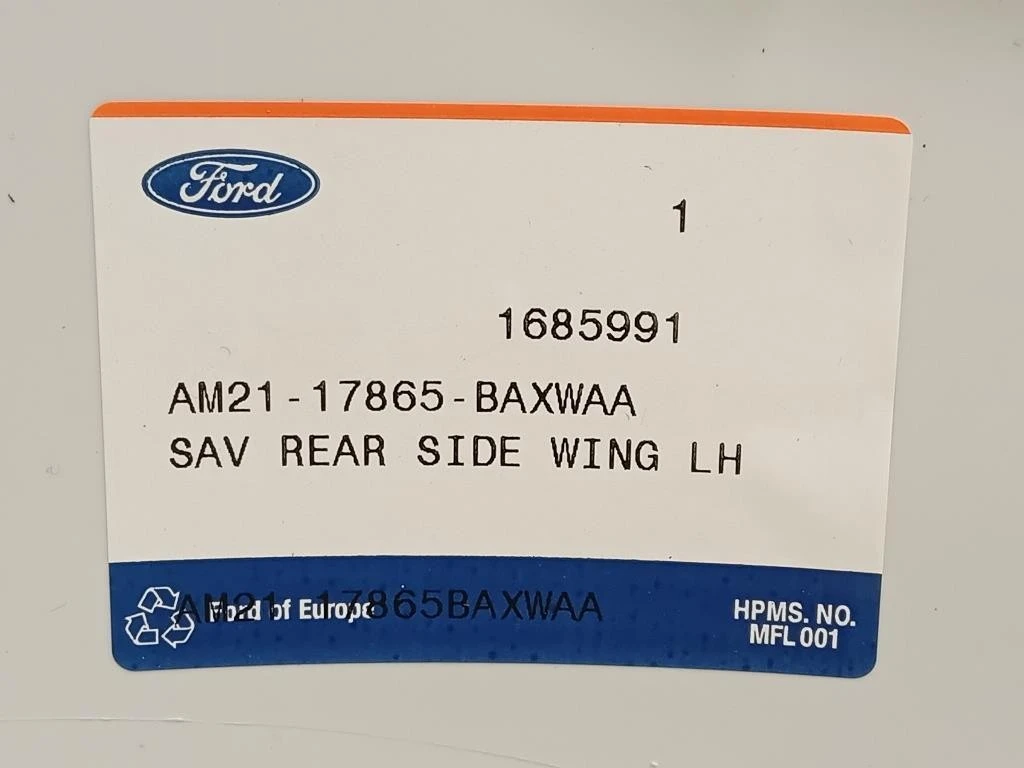 Ford
1
1685991
AM21-17865-BAXWAA
SAV REAR SIDE WING LH
AM21-17865BAXWAA
Ford of Europe
HPMS. NO.
MFL 001